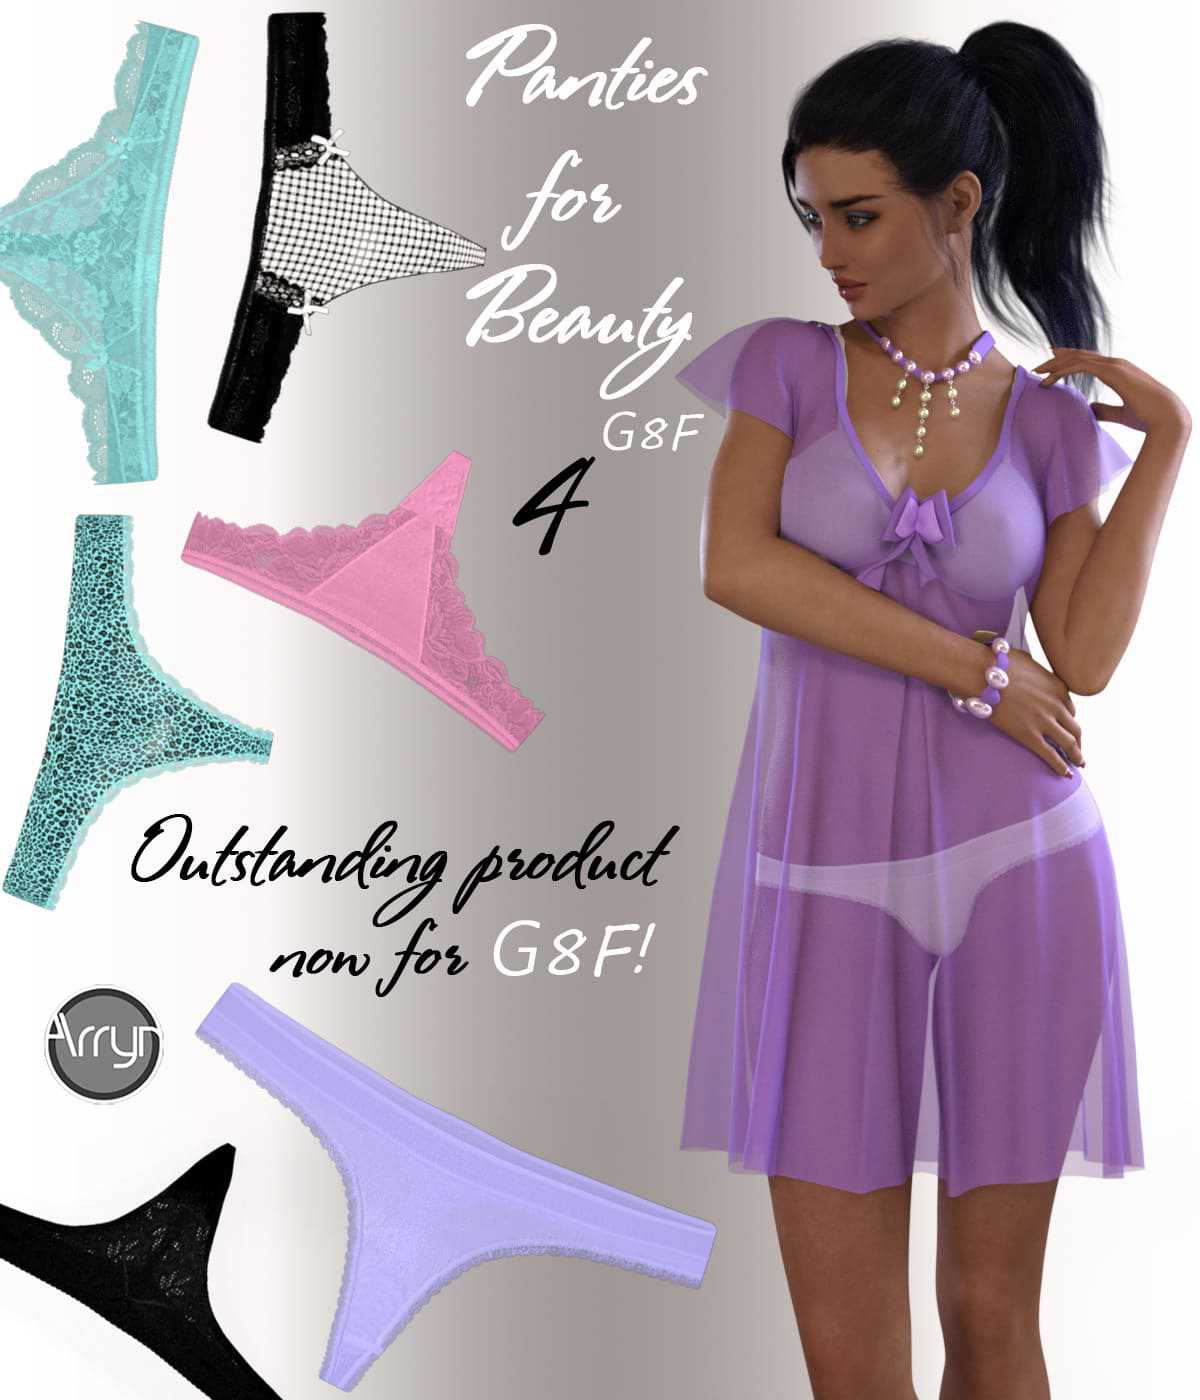 Panties
for
Beauty
G8F
4
Outstanding product
now for G8F!
Arryn